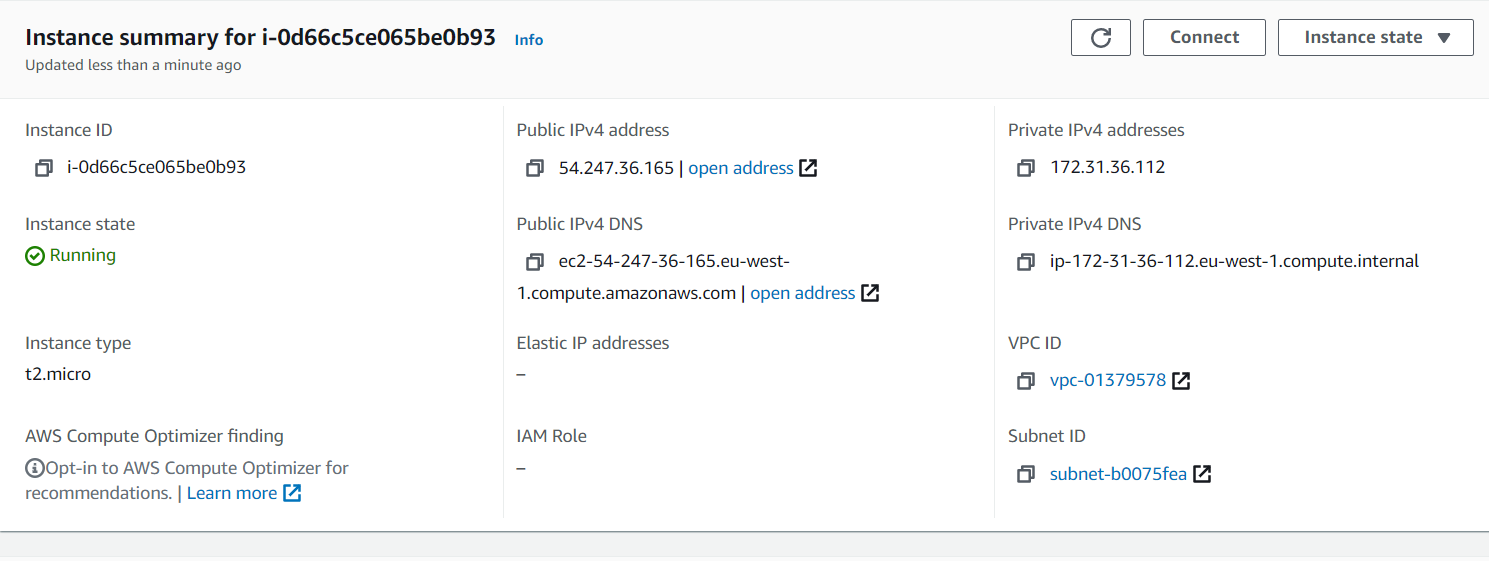 Instance summary for i-0d66c5ce065be0b93 Info
Updated less than a minute ago
Connect
Instance state
Instance ID
i-0d66c5ce065be0b93
Public IPv4 address
54.247.36.165 | open address
Private IPv4 addresses
172.31.36.112
Instance state
Running
Public IPv4 DNS
ec2-54-247-36-165.eu-west-
1.compute.amazonaws.com | open address
Private IPv4 DNS
ip-172-31-36-112.eu-west-1.compute.internal
Instance type
t2.micro
Elastic IP addresses
–
VPC ID
vpc-01379578
AWS Compute Optimizer finding
Opt-in to AWS Compute Optimizer for
recommendations. | Learn more
IAM Role
–
Subnet ID
subnet-b0075fea